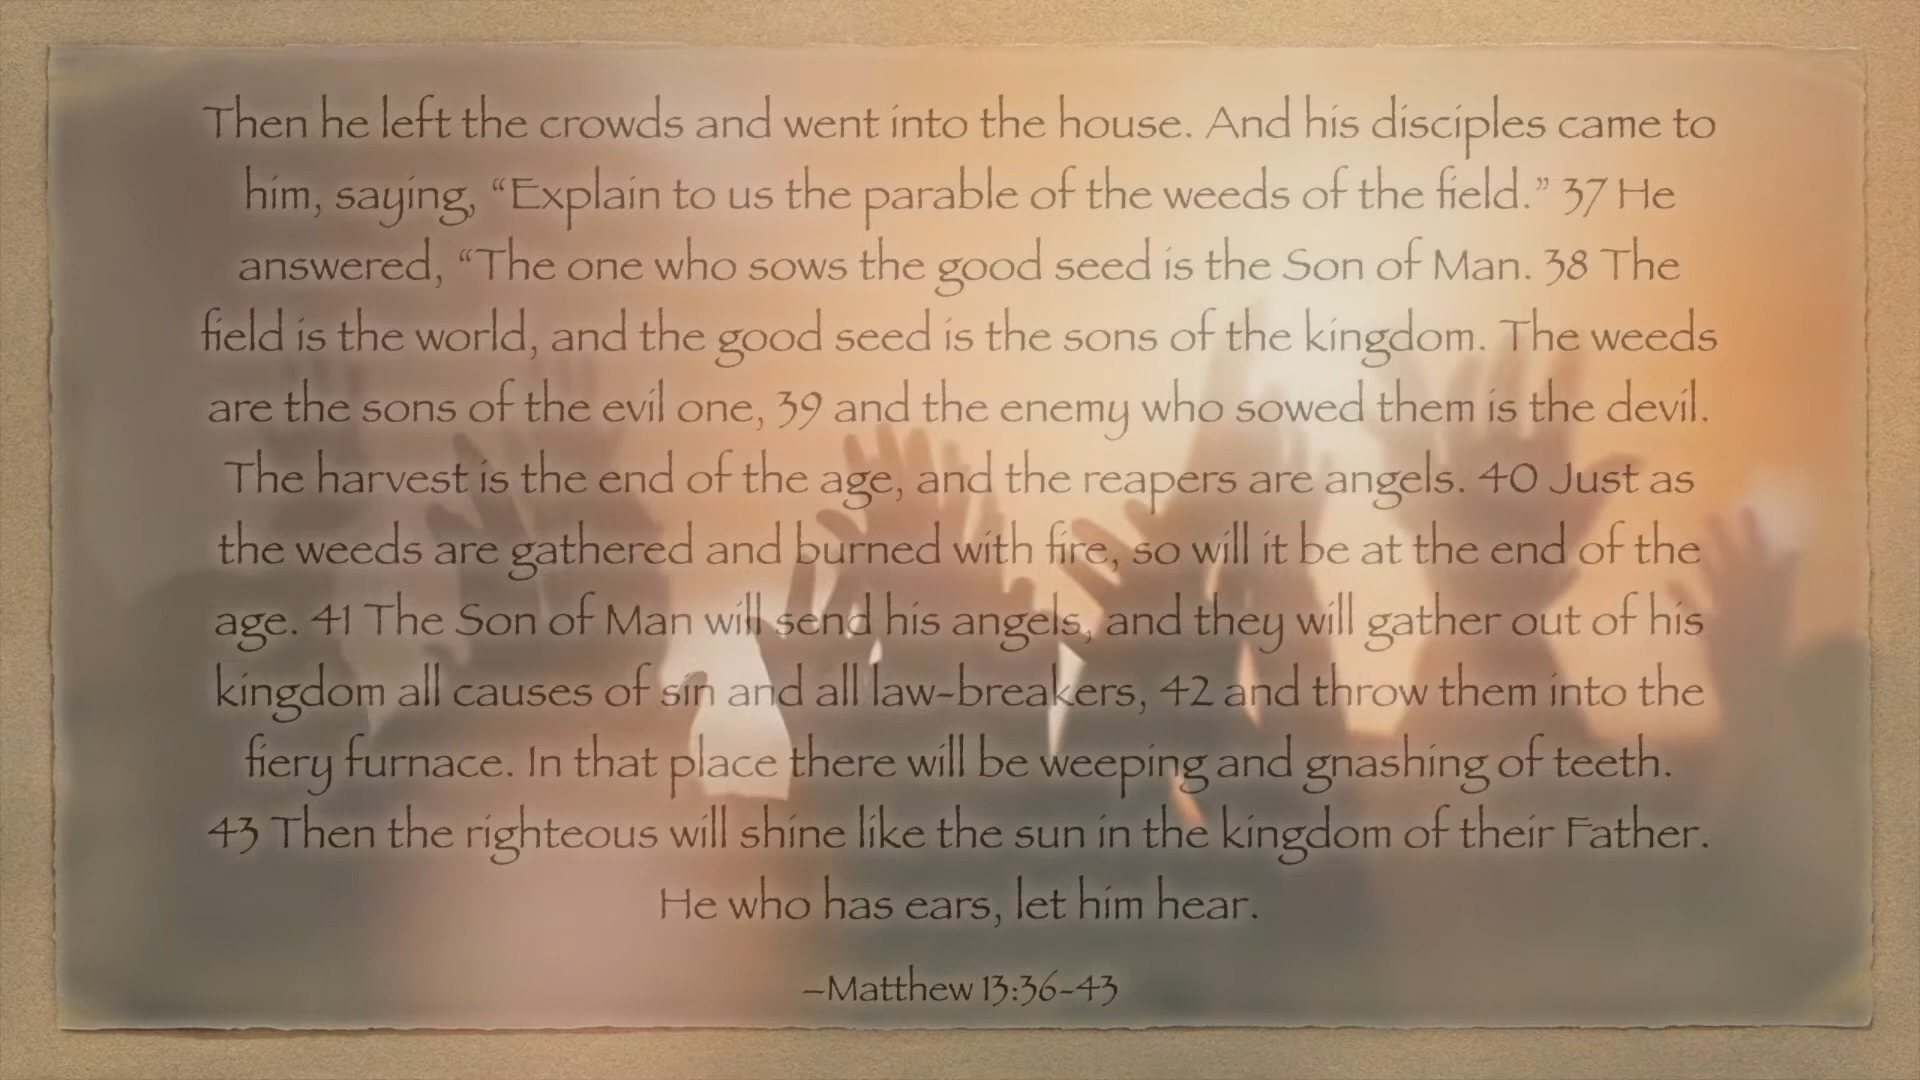 Then he left the crowds and went into the house. And his disciples came to
him, saying, “Explain to us the parable of the weeds of the field.” 37 He
answered, “The one who sows the good seed is the Son of Man. 38 The
field is the world, and the good seed is the sons of the kingdom. The weeds
are the sons of the evil one, 39 and the enemy who sowed them is the devil.
The harvest is the end of the age, and the reapers are angels. 40 Just as
the weeds are gathered and burned with fire, so will it be at the end of the
age. 41 The Son of Man will send his angels, and they will gather out of his
kingdom all causes of sin and all law-breakers, 42 and throw them into the
fiery furnace. In that place there will be weeping and gnashing of teeth.
43 Then the righteous will shine like the sun in the kingdom of their Father.
He who has ears, let him hear.
–Matthew 13:36-43